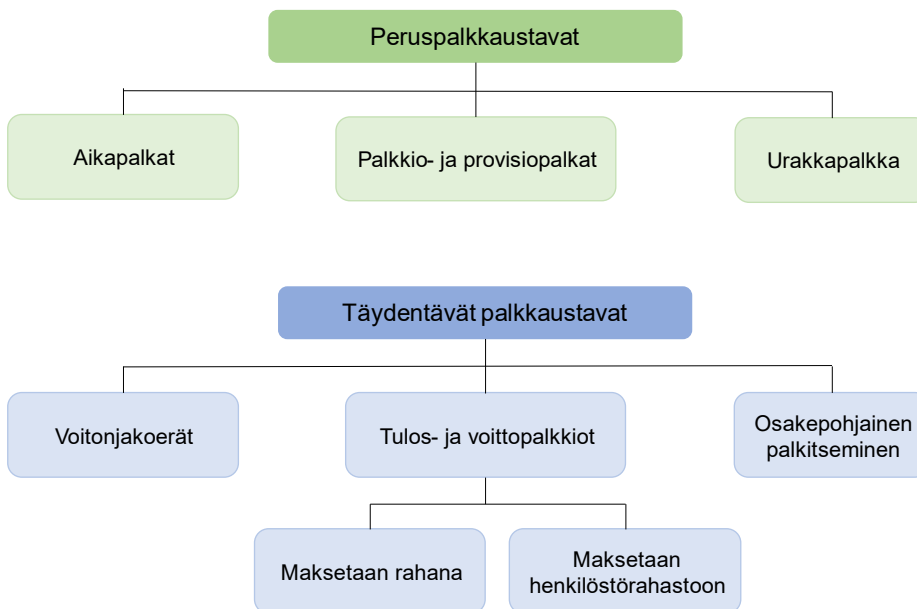 Peruspalkkaustavat
Aikapalkat
Palkkio- ja provisiopalkat
Urakkapalkka
Täydentävät palkkaustavat
Voitonjakoerät
Tulos- ja voittopalkkiot
Osakepohjainen
palkitseminen
Maksetaan rahana
Maksetaan
henkilöstörahastoon